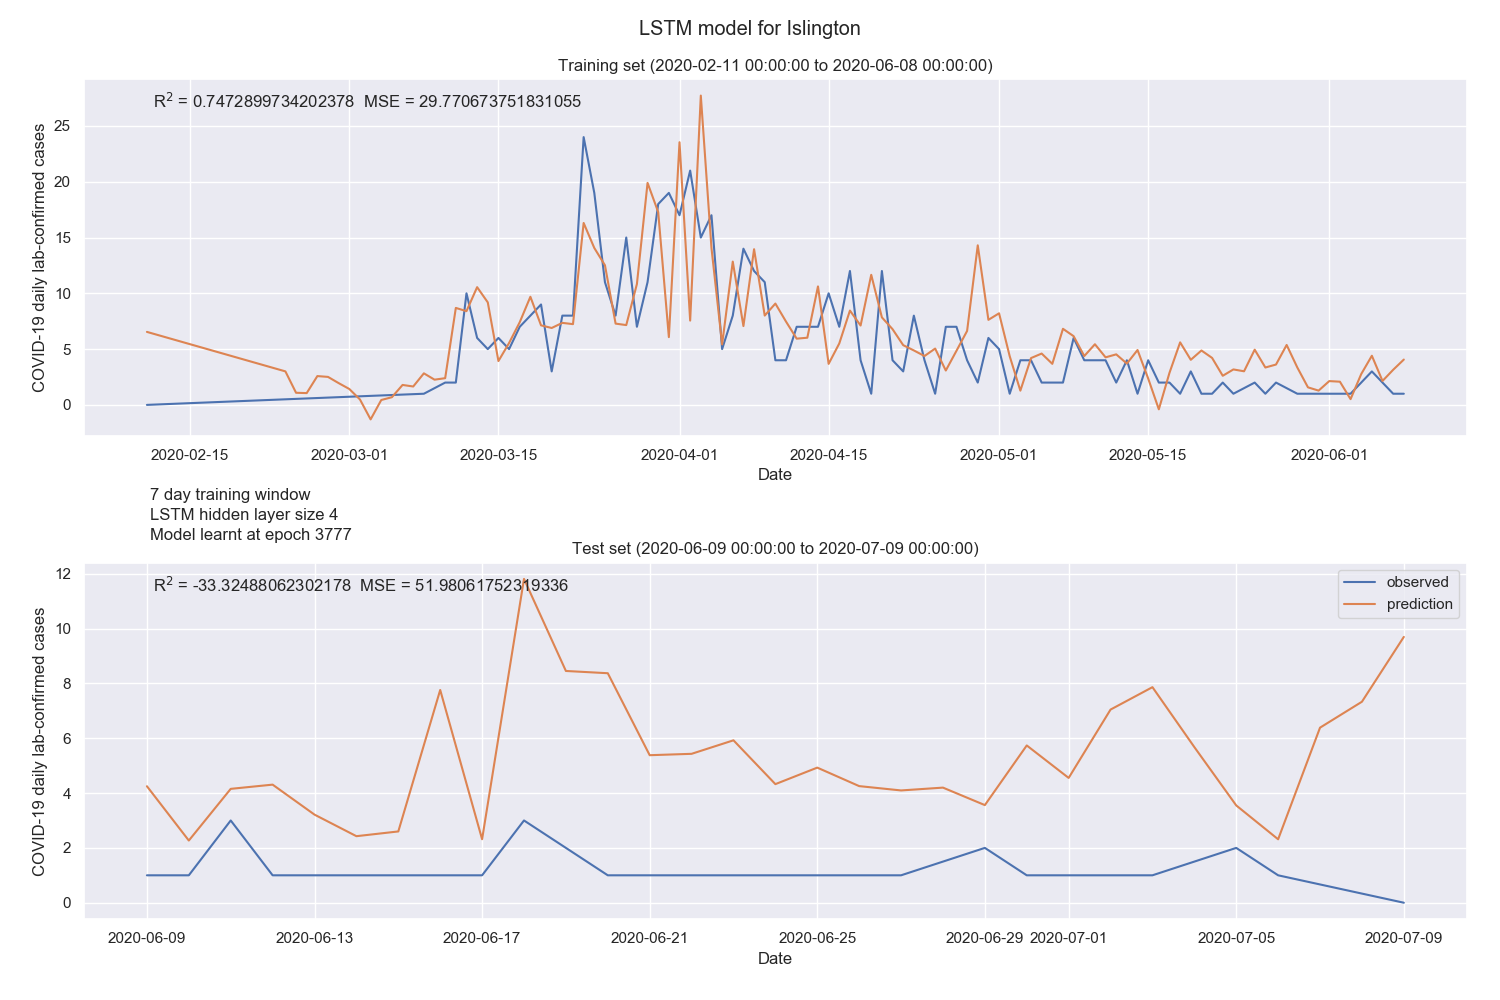 LSTM model for Islington
Training set (2020-02-11 00:00:00 to 2020-06-08 00:00:00)
R² = 0.7472899734202378 MSE = 29.770673751831055
COVID-19 daily lab-confirmed cases
25
20
15
10
5
0
2020-02-15 2020-03-01 2020-03-15 2020-04-01 2020-04-15 2020-05-01 2020-05-15 2020-06-01
Date
7 day training window
LSTM hidden layer size 4
Model learnt at epoch 3777
Test set (2020-06-09 00:00:00 to 2020-07-09 00:00:00)
R² = -33.32488062302178 MSE = 51.98061752319336
observed
prediction
COVID-19 daily lab-confirmed cases
12
10
8
6
4
2
0
2020-06-09 2020-06-13 2020-06-17 2020-06-21 2020-06-25 2020-06-29 2020-07-01 2020-07-05 2020-07-09
Date